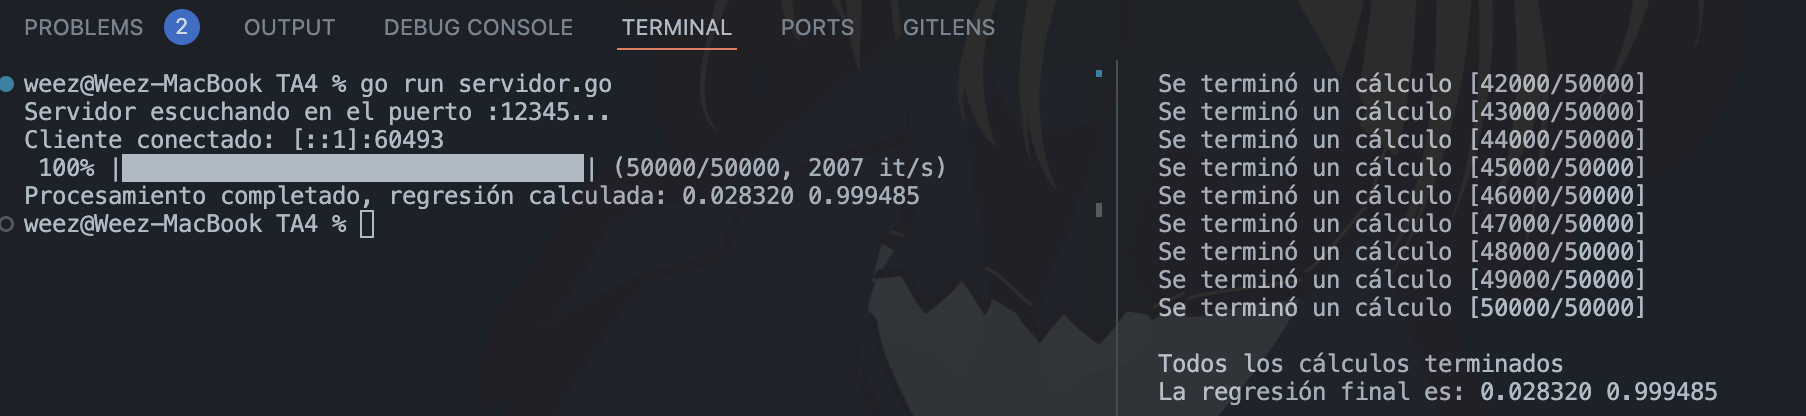 PROBLEMS 2 OUTPUT DEBUG CONSOLE TERMINAL PORTS GITLENS
weez@Weez-MacBook TA4 % go run servidor.go
Servidor escuchando en el puerto :12345...
Cliente conectado: [::1]:60493
100% | | (50000/50000, 2007 it/s)
Procesamiento completado, regresión calculada: 0.028320 0.999485
weez@Weez-MacBook TA4 %
Se terminó un cálculo [42000/50000]
Se terminó un cálculo [43000/50000]
Se terminó un cálculo [44000/50000]
Se terminó un cálculo [45000/50000]
Se terminó un cálculo [46000/50000]
Se terminó un cálculo [47000/50000]
Se terminó un cálculo [48000/50000]
Se terminó un cálculo [49000/50000]
Se terminó un cálculo [50000/50000]
Todos los cálculos terminados
La regresión final es: 0.028320 0.999485